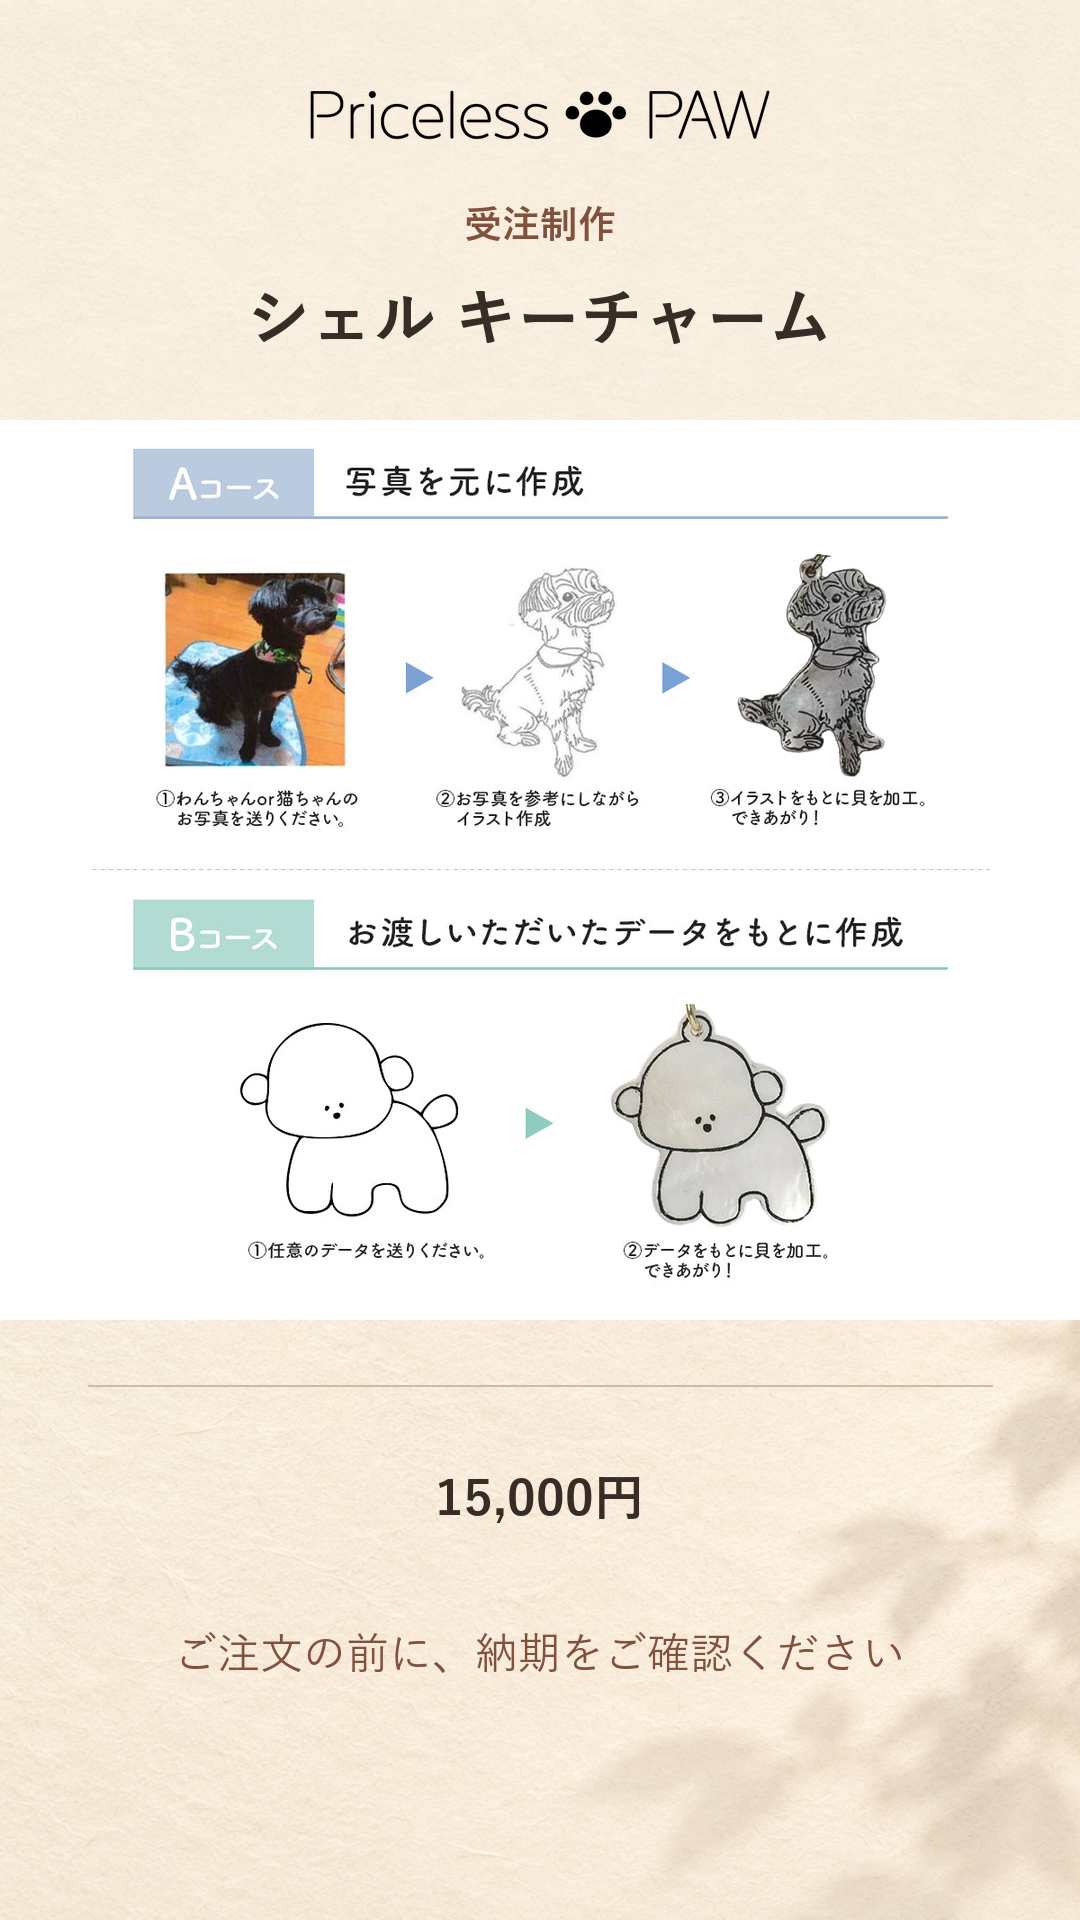 Priceless PAW
受注制作
シェル キーチャーム
Aコース 写真を元に作成
①わんちゃんor猫ちゃんの
お写真を送りください。
②お写真を参考にしながら
イラスト作成
③イラストをもとに貝を加工。
できあがり！
Bコース お渡しいただいたデータをもとに作成
①任意のデータを送りください。
②データをもとに貝を加工。
できあがり！
15,000円
ご注文の前に、納期をご確認ください